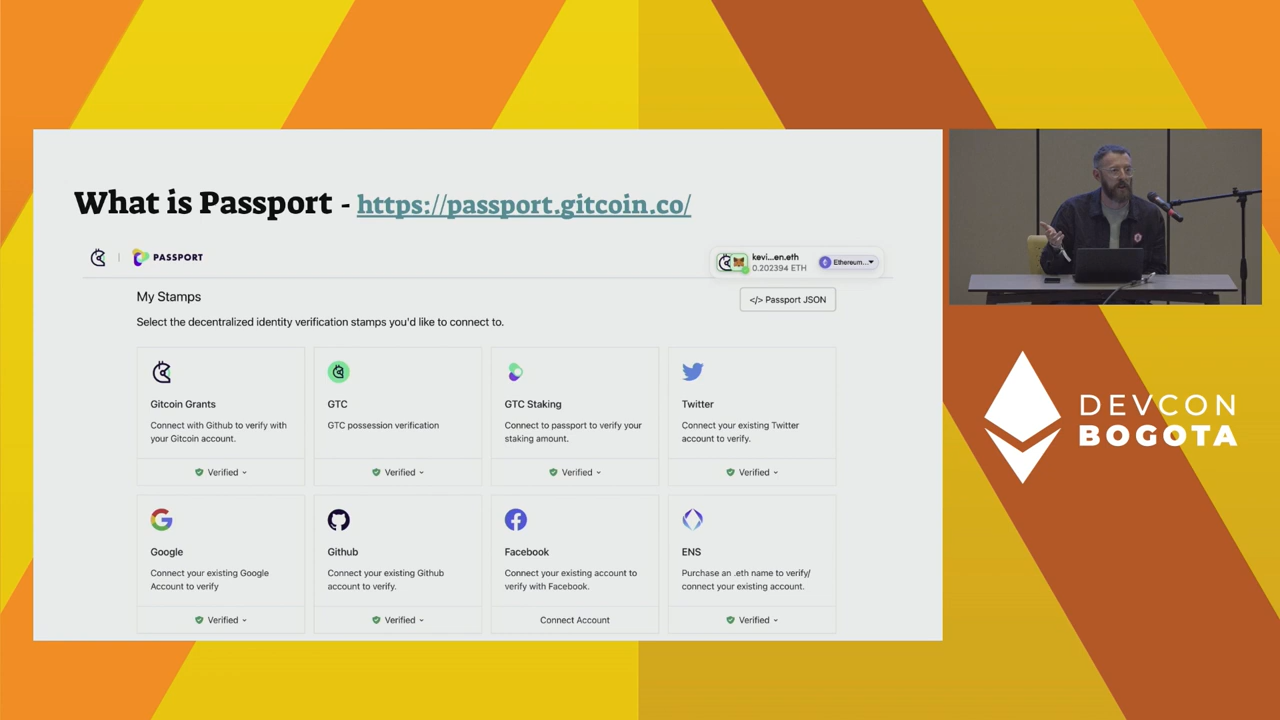 What is Passport - https://passport.gitcoin.co/
PASSPORT
kevi...en.eth
0.202394 ETH
Ethereum...
My Stamps
</> Passport JSON
Select the decentralized identity verification stamps you'd like to connect to.
Gitcoin Grants
Connect with Github to verify with
your Gitcoin account.
Verified
GTC
GTC possession verification
Verified
GTC Staking
Connect to passport to verify your
staking amount.
Verified
Twitter
Connect your existing Twitter
account to verify.
Verified
Google
Connect your existing Google
Account to verify
Verified
Github
Connect your existing Github
account to verify.
Verified
Facebook
Connect your existing account to
verify with Facebook.
Connect Account
ENS
Purchase an .eth name to verify/
connect your existing account.
Verified
DEVCON
BOGOTA